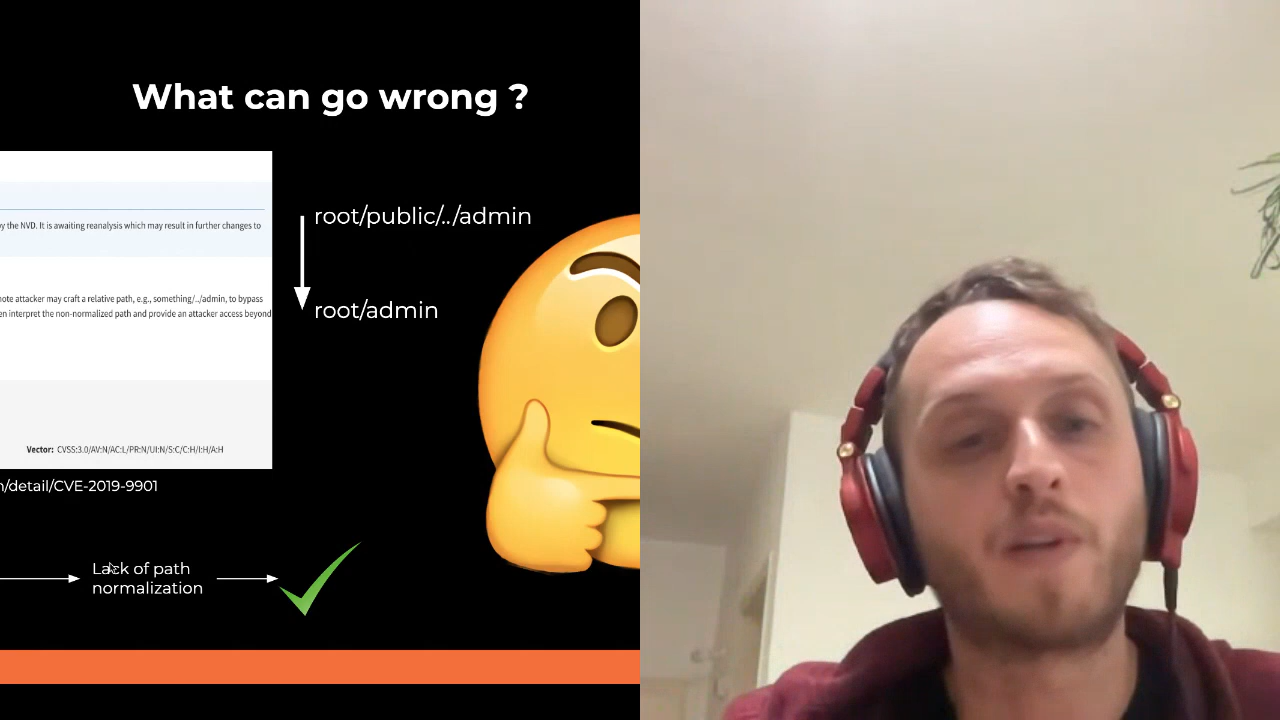 What can go wrong ?
by the NVD. It is awaiting reanalysis which may result in further changes to
root/public/../admin
attacker may craft a relative path, e.g., something/../admin, to bypass
interpret the non-normalized path and provide an attacker access beyond
root/admin
Vector: CVSS:3.0/AV:N/AC:L/PR:N/UI:N/S:C/C:H/I:H/A:H
/detail/CVE-2019-9901
Lack of path
normalization